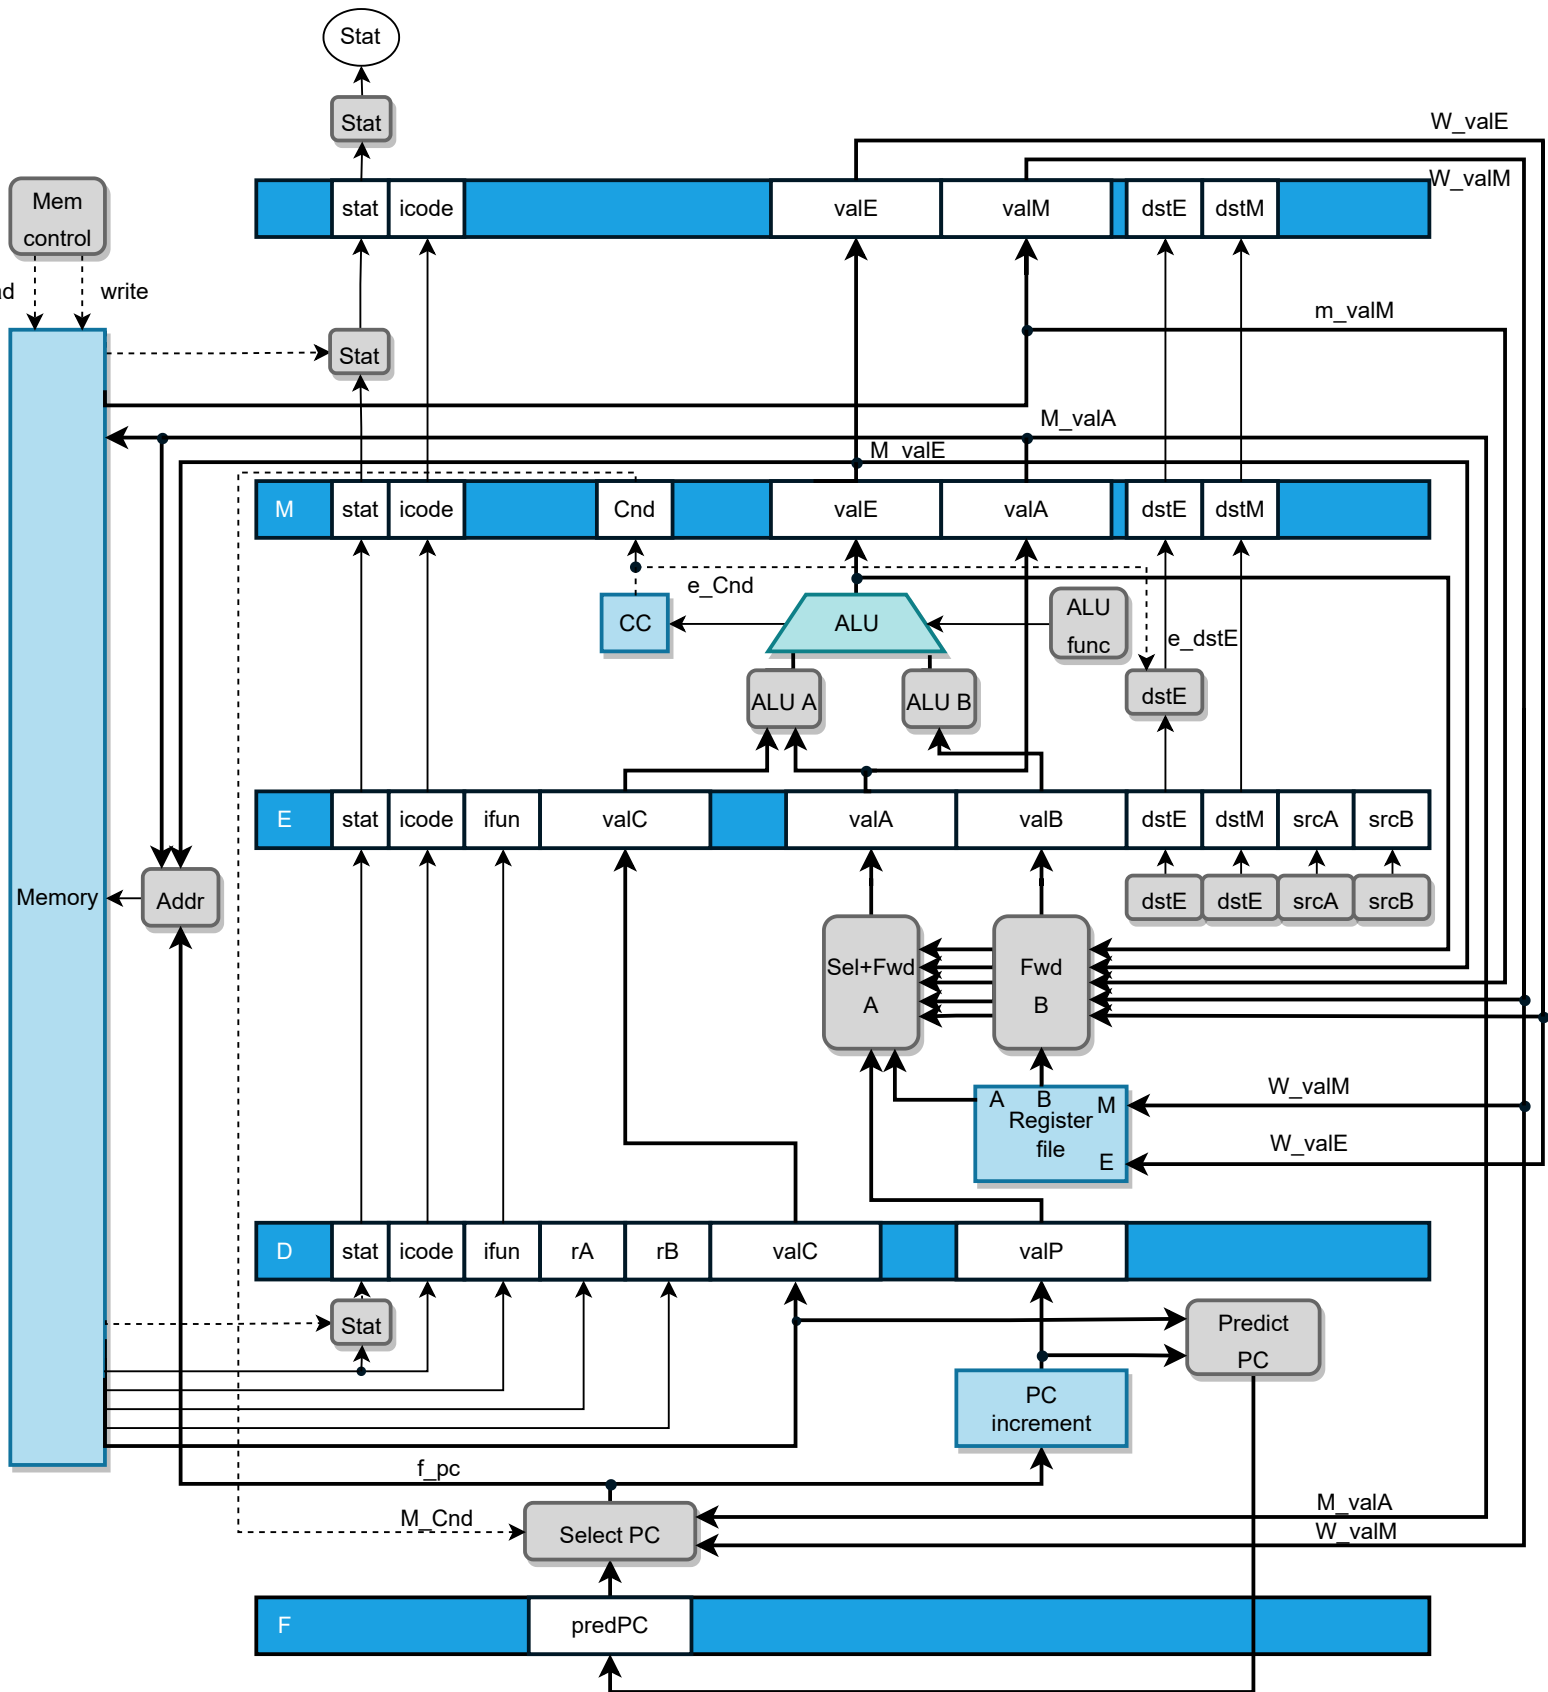 Stat
Stat
W_valE
W_valM
Mem
control
stat
icode
valE
valM
dstE
dstM
write
m_valM
Stat
M_valA
M_valE
M
stat
icode
Cnd
valE
valA
dstE
dstM
e_Cnd
CC
ALU
ALU
func
e_dstE
ALU A
ALU B
dstE
E
stat
icode
ifun
valC
valA
valB
dstE
dstM
srcA
srcB
Memory
Addr
dstE
dstE
srcA
srcB
Sel+Fwd
A
Fwd
B
W_valM
A
B
M
Register
file
E
W_valE
D
stat
icode
ifun
rA
rB
valC
valP
Stat
Predict
PC
PC
increment
f_pc
M_Cnd
Select PC
M_valA
W_valM
F
predPC